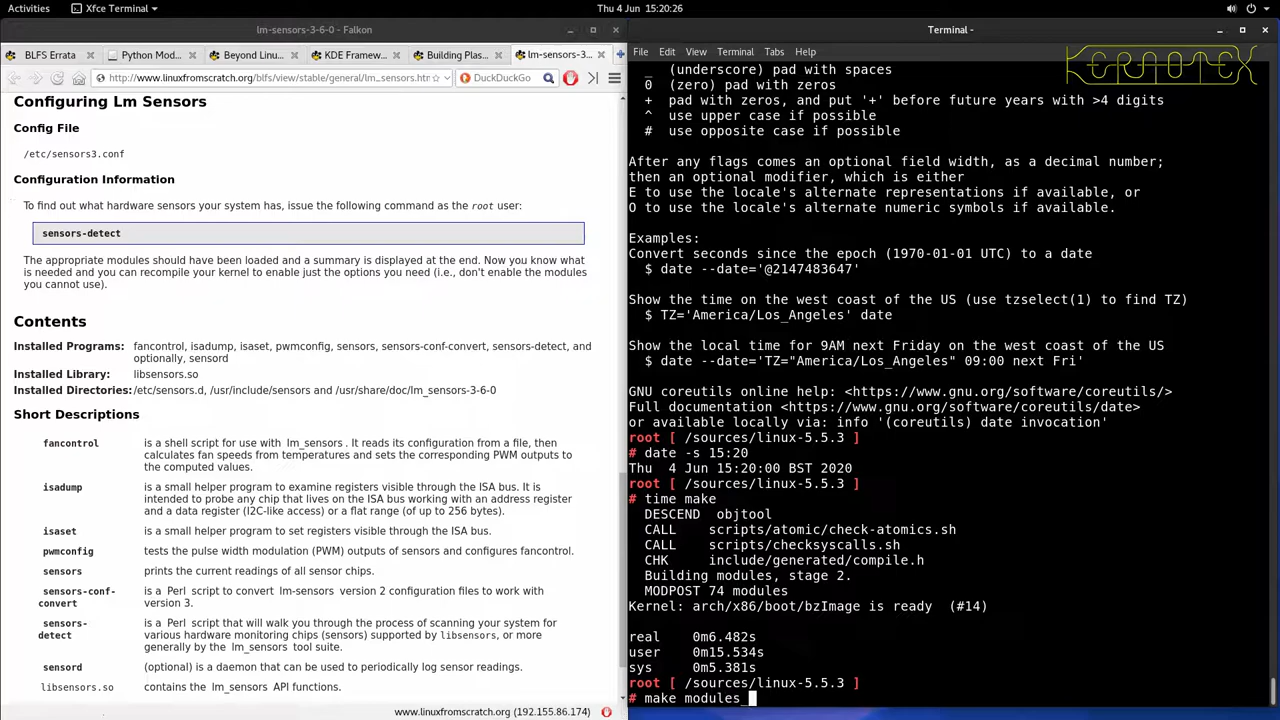 Activities
Xfce Terminal
Thu 4 Jun 15:20:26
lm-sensors-3-6-0 - Falkon
BLFS Errata
Python Mod...
Beyond Linu...
KDE Framew...
Building Plas...
lm-sensors-3...
http://www.linuxfromscratch.org/blfs/view/stable/general/lm_sensors.htm
DuckDuckGo
Configuring Lm Sensors
Config File
/etc/sensors3.conf
Configuration Information
To find out what hardware sensors your system has, issue the following command as the root user:
sensors-detect
The appropriate modules should have been loaded and a summary is displayed at the end. Now you know what
is needed and you can recompile your kernel to enable just the options you need (i.e., don't enable the modules
you cannot use).
Contents
Installed Programs: fancontrol, isadump, isaset, pwmconfig, sensors, sensors-conf-convert, sensors-detect, and
optionally, sensord
Installed Library: libsensors.so
Installed Directories: /etc/sensors.d, /usr/include/sensors and /usr/share/doc/lm_sensors-3-6-0
Short Descriptions
fancontrol is a shell script for use with lm_sensors. It reads its configuration from a file, then
calculates fan speeds from temperatures and sets the corresponding PWM outputs to
the computed values.
isadump is a small helper program to examine registers visible through the ISA bus. It is
intended to probe any chip that lives on the ISA bus working with an address register
and a data register (I2C-like access) or a flat range (of up to 256 bytes).
isaset is a small helper program to set registers visible through the ISA bus.
pwmconfig tests the pulse width modulation (PWM) outputs of sensors and configures fancontrol.
sensors prints the current readings of all sensor chips.
sensors-conf- is a Perl script to convert lm-sensors version 2 configuration files to work with
convert version 3.
sensors- is a Perl script that will walk you through the process of scanning your system for
detect various hardware monitoring chips (sensors) supported by libsensors, or more
generally by the lm_sensors tool suite.
sensord (optional) is a daemon that can be used to periodically log sensor readings.
libsensors.so contains the lm_sensors API functions.
www.linuxfromscratch.org (192.155.86.174)
Terminal -
File Edit View Terminal Tabs Help
KERNOTEX
_ (underscore) pad with spaces
0 (zero) pad with zeros
+ pad with zeros, and put '+' before future years with >4 digits
^ use upper case if possible
# use opposite case if possible
After any flags comes an optional field width, as a decimal number;
then an optional modifier, which is either
E to use the locale's alternate representations if available, or
O to use the locale's alternate numeric symbols if available.
Examples:
Convert seconds since the epoch (1970-01-01 UTC) to a date
$ date --date='@2147483647'
Show the time on the west coast of the US (use tzselect(1) to find TZ)
$ TZ='America/Los_Angeles' date
Show the local time for 9AM next Friday on the west coast of the US
$ date --date='TZ="America/Los_Angeles" 09:00 next Fri'
GNU coreutils online help: <https://www.gnu.org/software/coreutils/>
Full documentation <https://www.gnu.org/software/coreutils/date>
or available locally via: info '(coreutils) date invocation'
root [ /sources/linux-5.5.3 ]
# date -s 15:20
Thu 4 Jun 15:20:00 BST 2020
root [ /sources/linux-5.5.3 ]
# time make
DESCEND objtool
CALL scripts/atomic/check-atomics.sh
CALL scripts/checksyscalls.sh
CHK include/generated/compile.h
Building modules, stage 2.
MODPOST 74 modules
Kernel: arch/x86/boot/bzImage is ready (#14)
real 0m6.482s
user 0m15.534s
sys 0m5.381s
root [ /sources/linux-5.5.3 ]
# make modules_